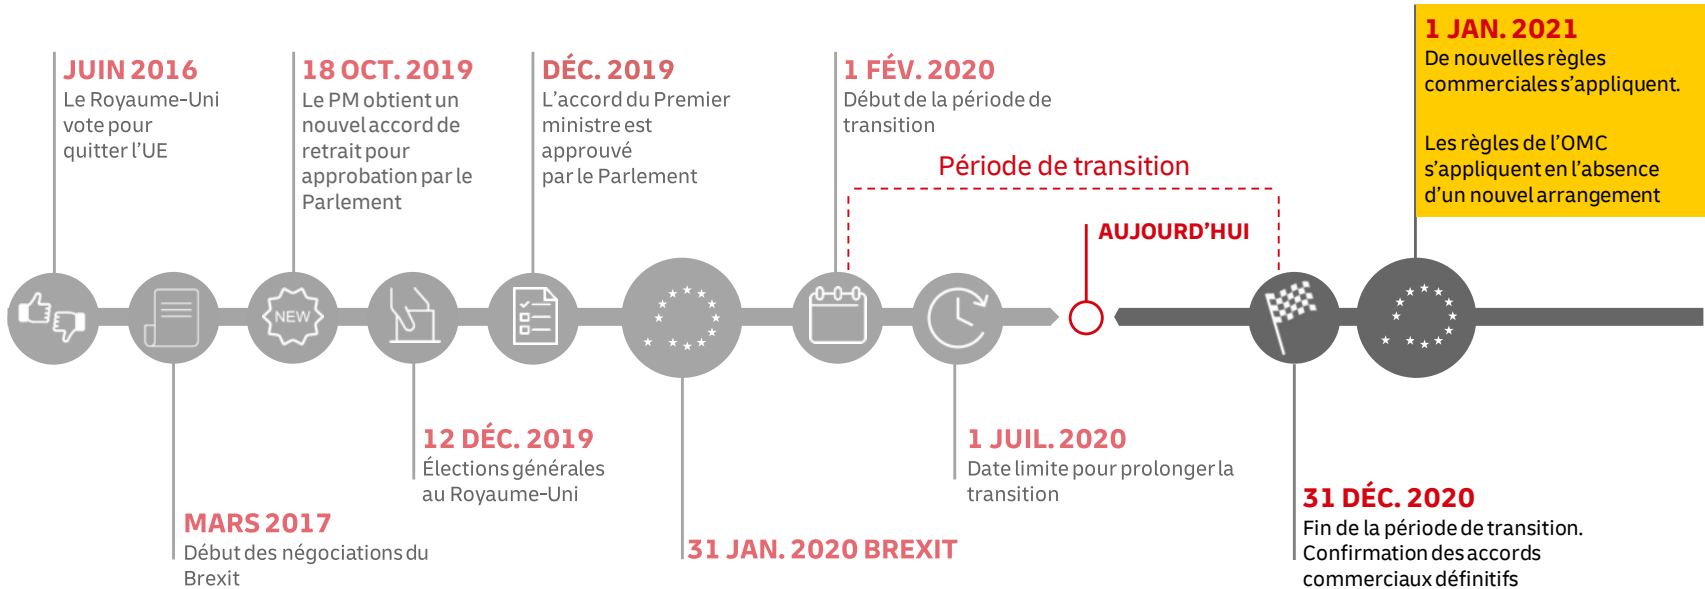 JUIN 2016
Le Royaume-Uni
vote pour
quitter l’UE
18 OCT. 2019
Le PM obtient un
nouvel accord de
retrait pour
approbation par le
Parlement
DÉC. 2019
L’accord du Premier
ministre est
approuvé
par le Parlement
1 FÉV. 2020
Début de la période de
transition
1 JAN. 2021
De nouvelles règles
commerciales s’appliquent.
Les règles de l’OMC
s’appliquent en l’absence
d’un nouvel arrangement
Période de transition
AUJOURD’HUI
NEW
12 DÉC. 2019
Élections générales
au Royaume-Uni
1 JUIL. 2020
Date limite pour prolonger la
transition
MARS 2017
Début des négociations du
Brexit
31 JAN. 2020 BREXIT
31 DÉC. 2020
Fin de la période de transition.
Confirmation des accords
commerciaux définitifs